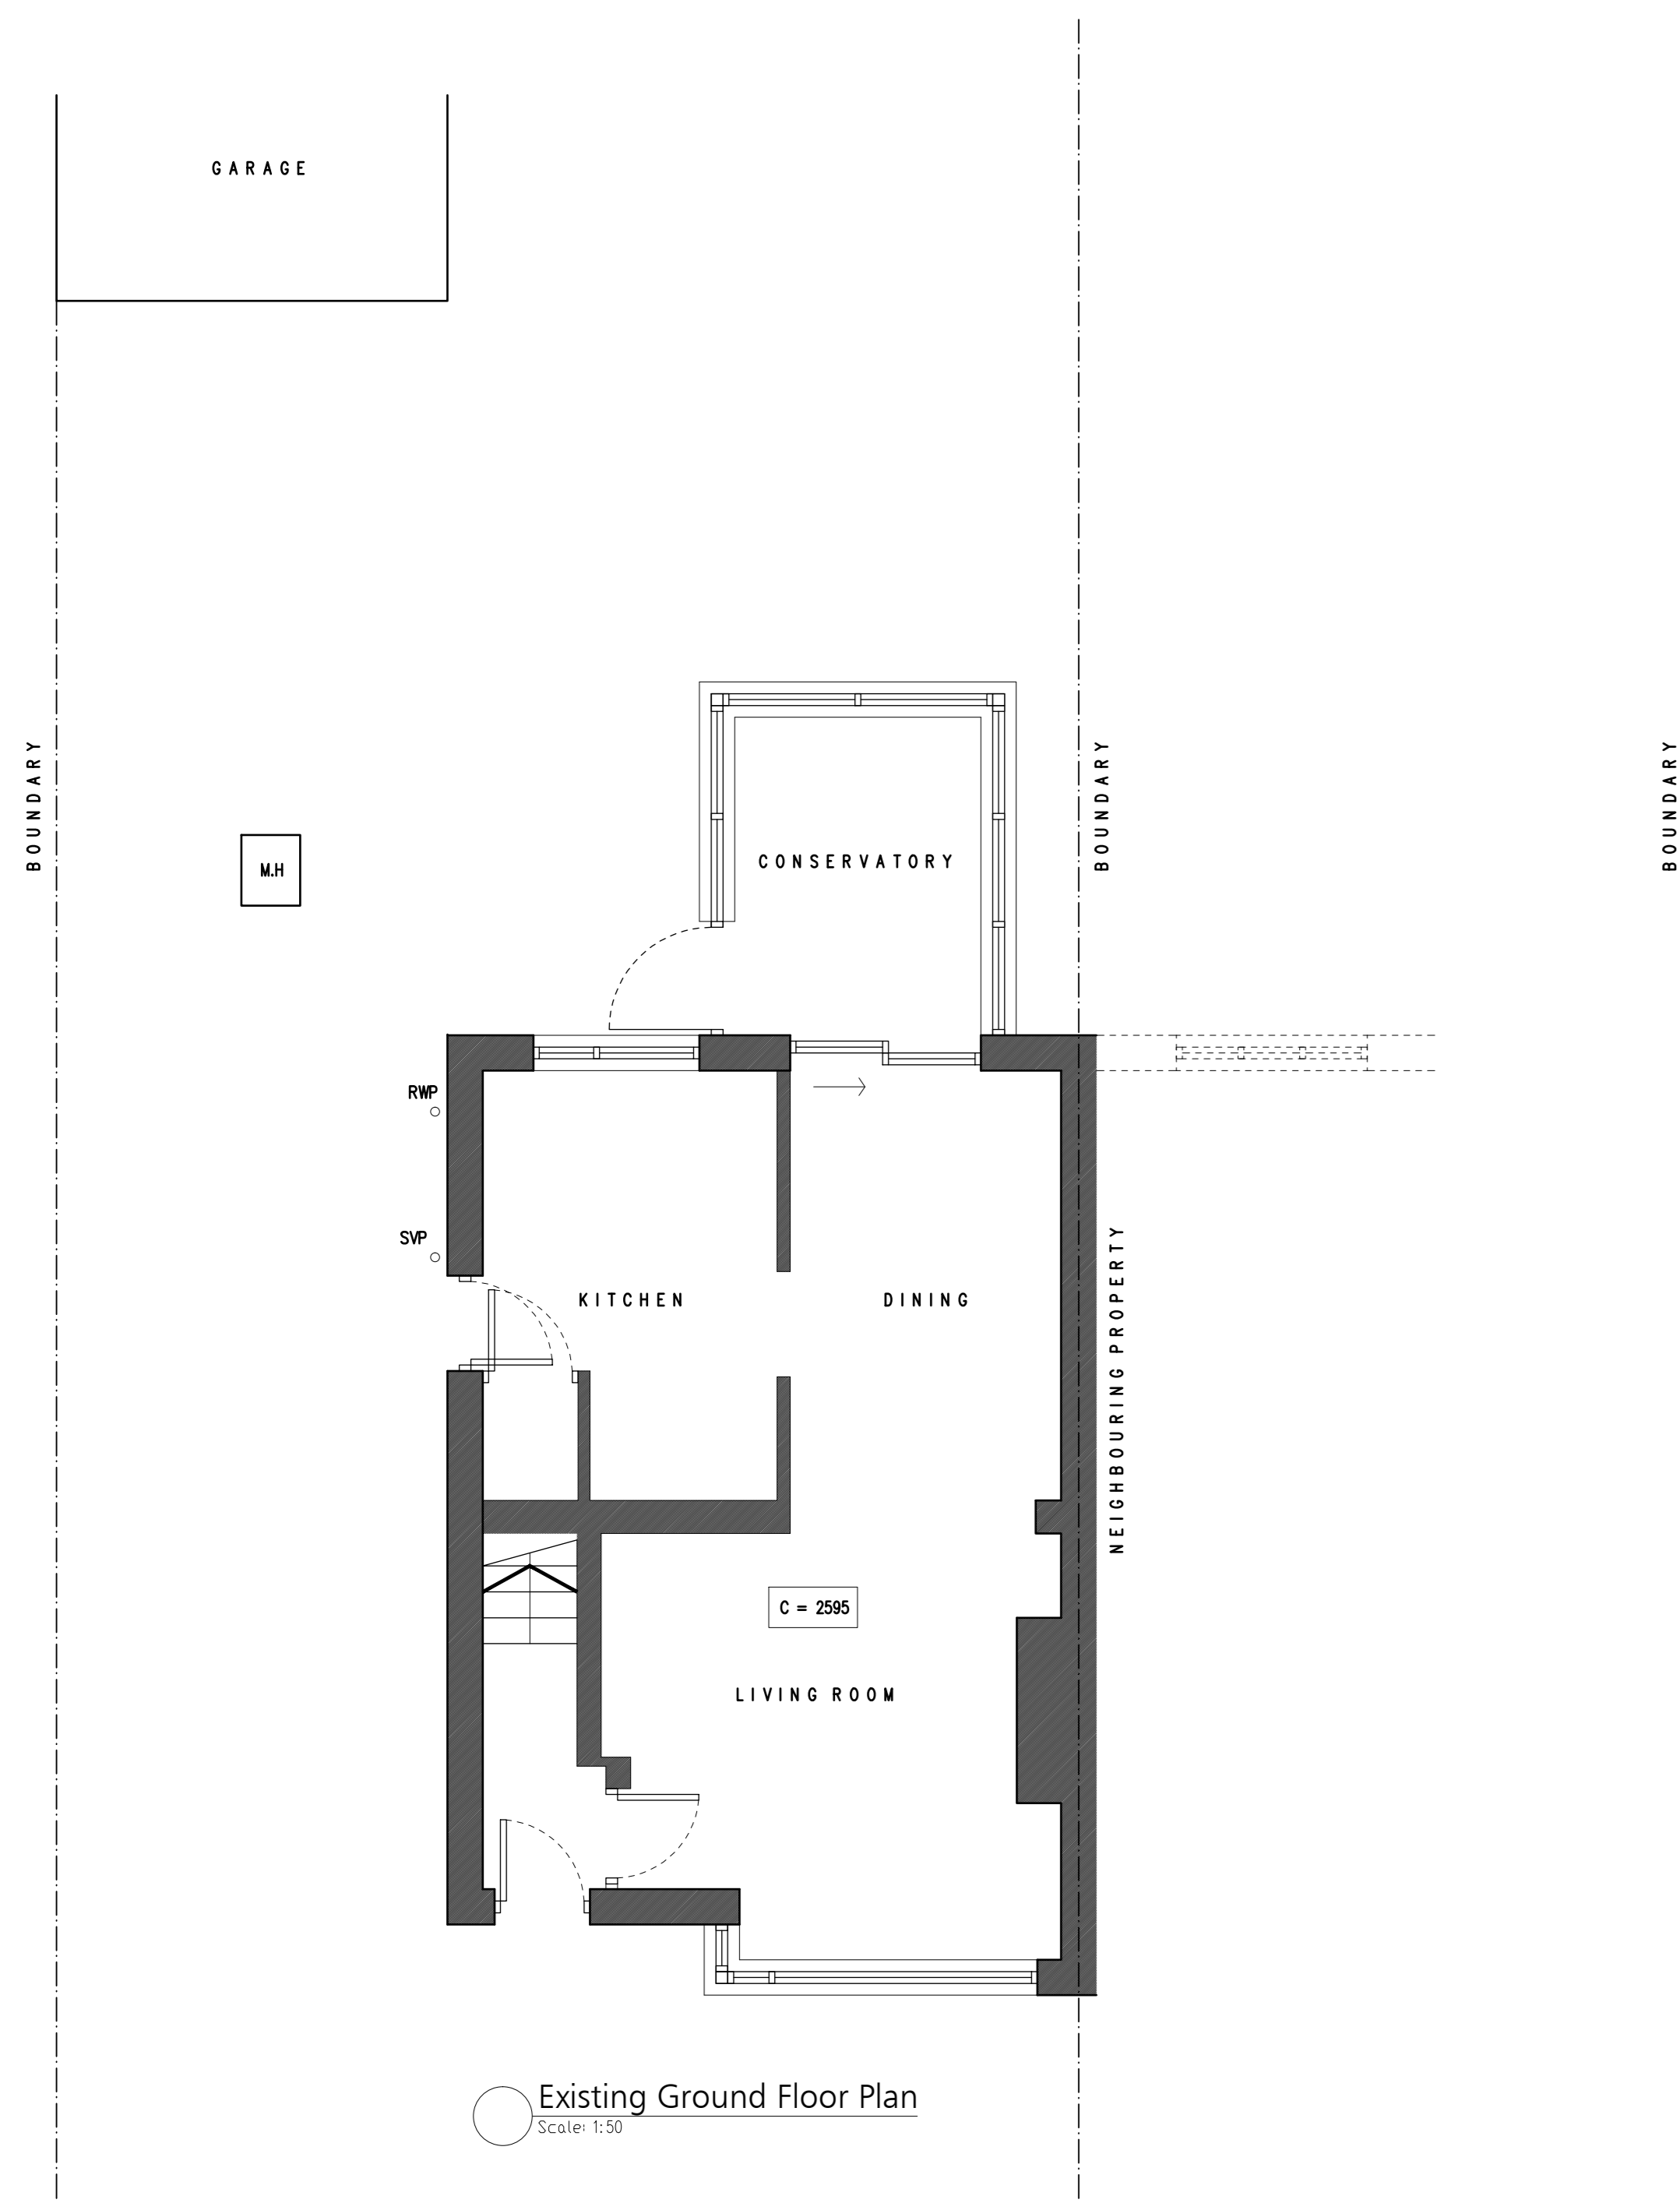 GARAGE
BOUNDARY
BOUNDARY
BOUNDARY
CONSERVATORY
M.H
RWP
SVP
KITCHEN
DINING
NEIGHBOURING PROPERTY
C = 2595
LIVING ROOM
Existing Ground Floor Plan
Scale: 1:50